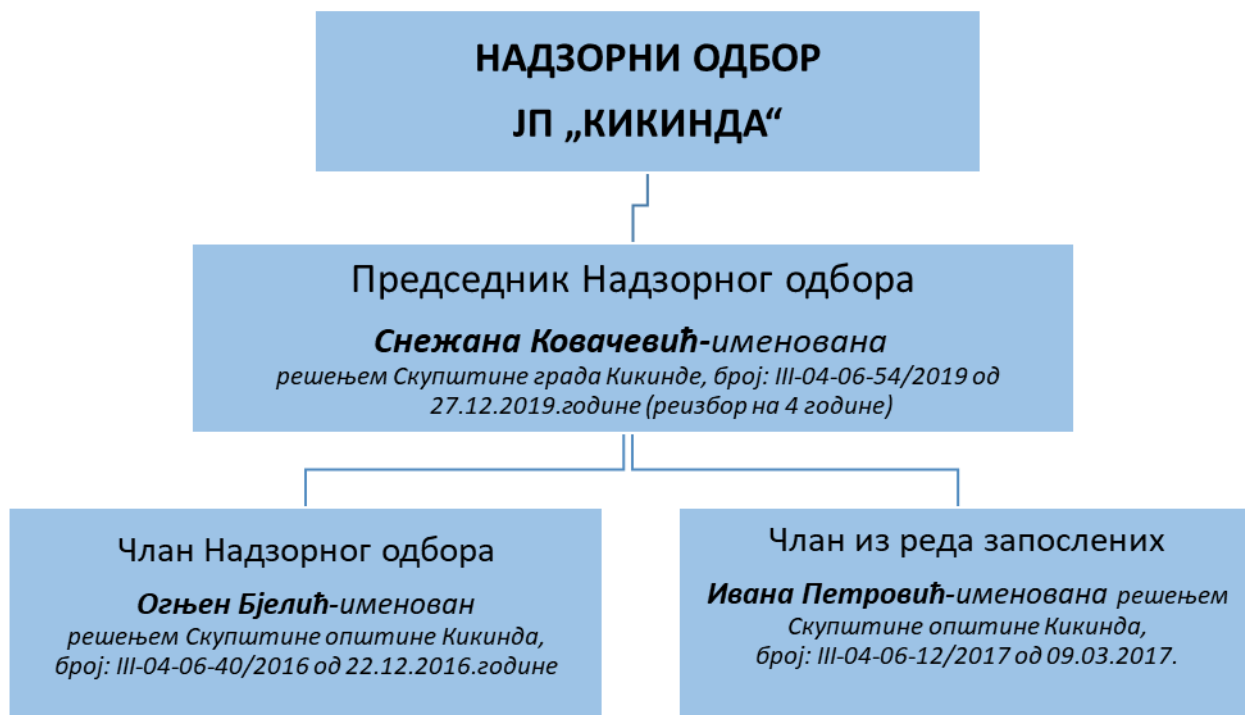 НАДЗОРНИ ОДБОР
ЈП „КИКИНДА“
Председник Надзорног одбора
Снежана Ковачевић-именована
решењем Скупштине града Кикинде, број: III-04-06-54/2019 од
27.12.2019.године (реизбор на 4 године)
Члан Надзорног одбора
Огњен Бјелић-именован
решењем Скупштине општине Кикинда,
број: III-04-06-40/2016 од 22.12.2016.године
Члан из реда запослених
Ивана Петровић-именована решењем
Скупштине општине Кикинда,
број: III-04-06-12/2017 од 09.03.2017.